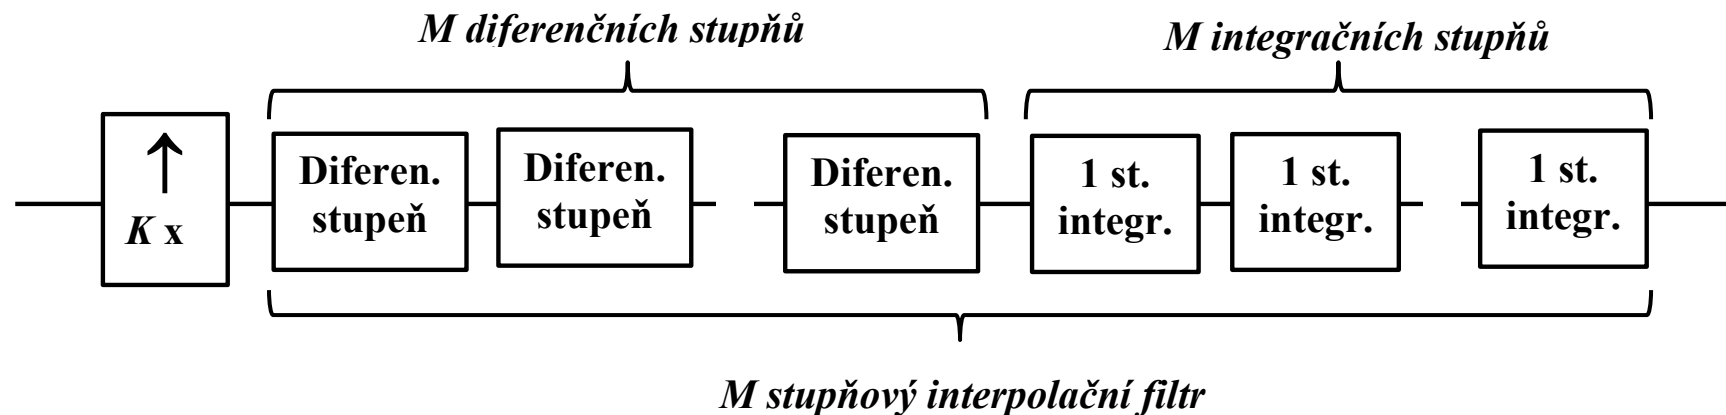 M diferenčních stupňů
M integračních stupňů
↑
K x
Diferen.
stupeň
Diferen.
stupeň
Diferen.
stupeň
1 st.
integr.
1 st.
integr.
1 st.
integr.
M stupňový interpolační filtr